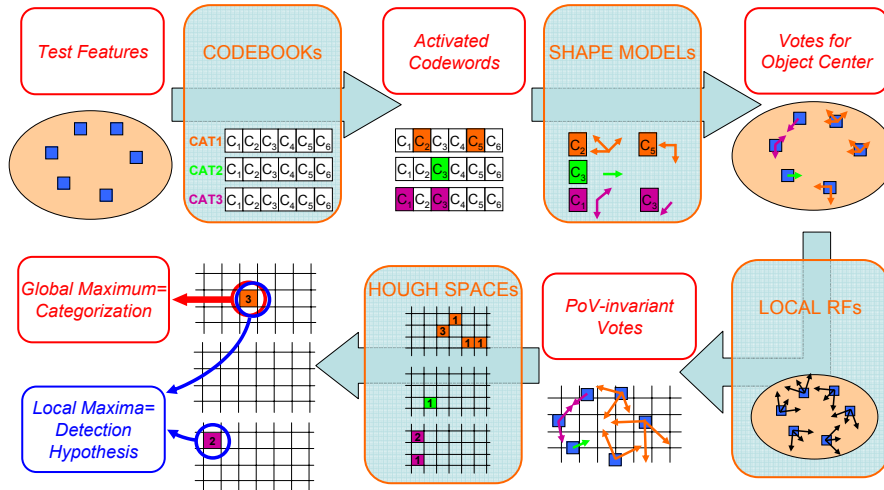 Test Features
CODEBOOKs
Activated
Codewords
SHAPE MODELS
Votes for
Object Center
CAT1 C1 C2 C3 C4 C5 C6
CAT2 C1 C2 C3 C4 C5 C6
CAT3 C1 C2 C3 C4 C5 C6
C1 C2 C3 C4 C5 C6
C1 C2 C3 C4 C5 C6
C1 C2 C3 C4 C5 C6
C2 C5
C3
C1 C3
Global Maximum=
Categorization
3
Local Maxima=
Detection
Hypothesis
2
HOUGH SPACEs
1
3
1 1
1
2
1
PoV-invariant
Votes
LOCAL RFs